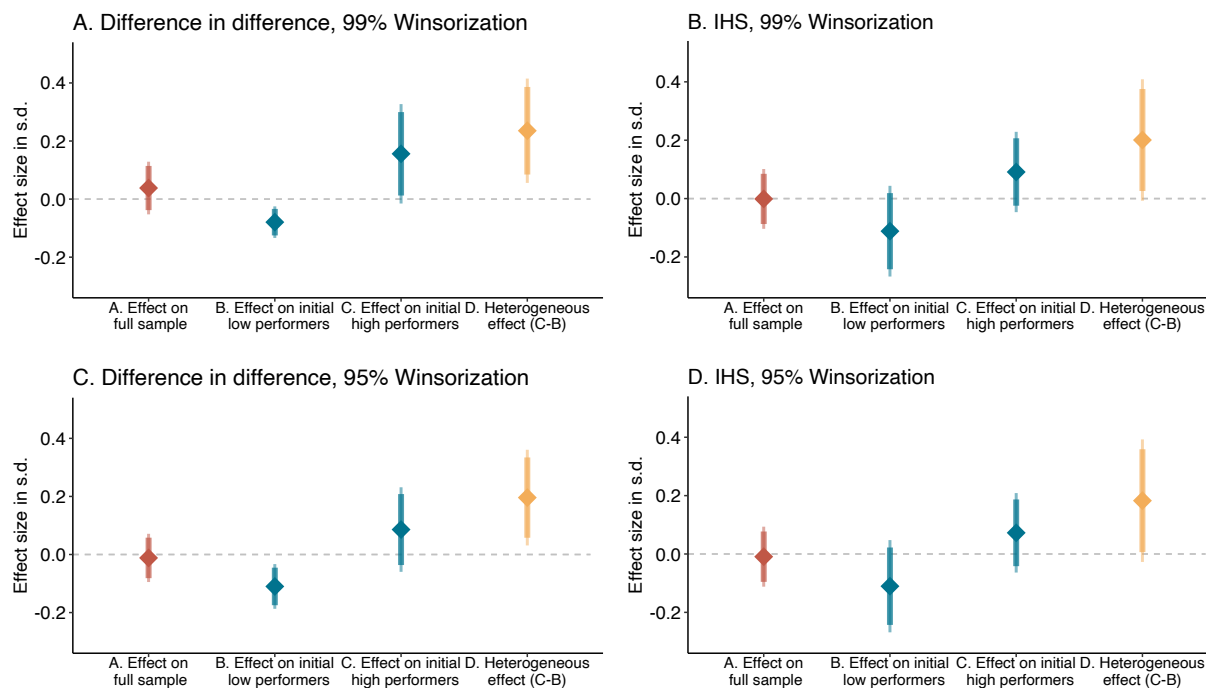 A. Difference in difference, 99% Winsorization
Effect size in s.d.
0.4
0.2
0.0
-0.2
A. Effect on
full sample
B. Effect on initial
low performers
C. Effect on initial
high performers
D. Heterogeneous
effect (C-B)
B. IHS, 99% Winsorization
Effect size in s.d.
0.4
0.2
0.0
-0.2
A. Effect on
full sample
B. Effect on initial
low performers
C. Effect on initial
high performers
D. Heterogeneous
effect (C-B)
C. Difference in difference, 95% Winsorization
Effect size in s.d.
0.4
0.2
0.0
-0.2
A. Effect on
full sample
B. Effect on initial
low performers
C. Effect on initial
high performers
D. Heterogeneous
effect (C-B)
D. IHS, 95% Winsorization
Effect size in s.d.
0.4
0.2
0.0
-0.2
A. Effect on
full sample
B. Effect on initial
low performers
C. Effect on initial
high performers
D. Heterogeneous
effect (C-B)